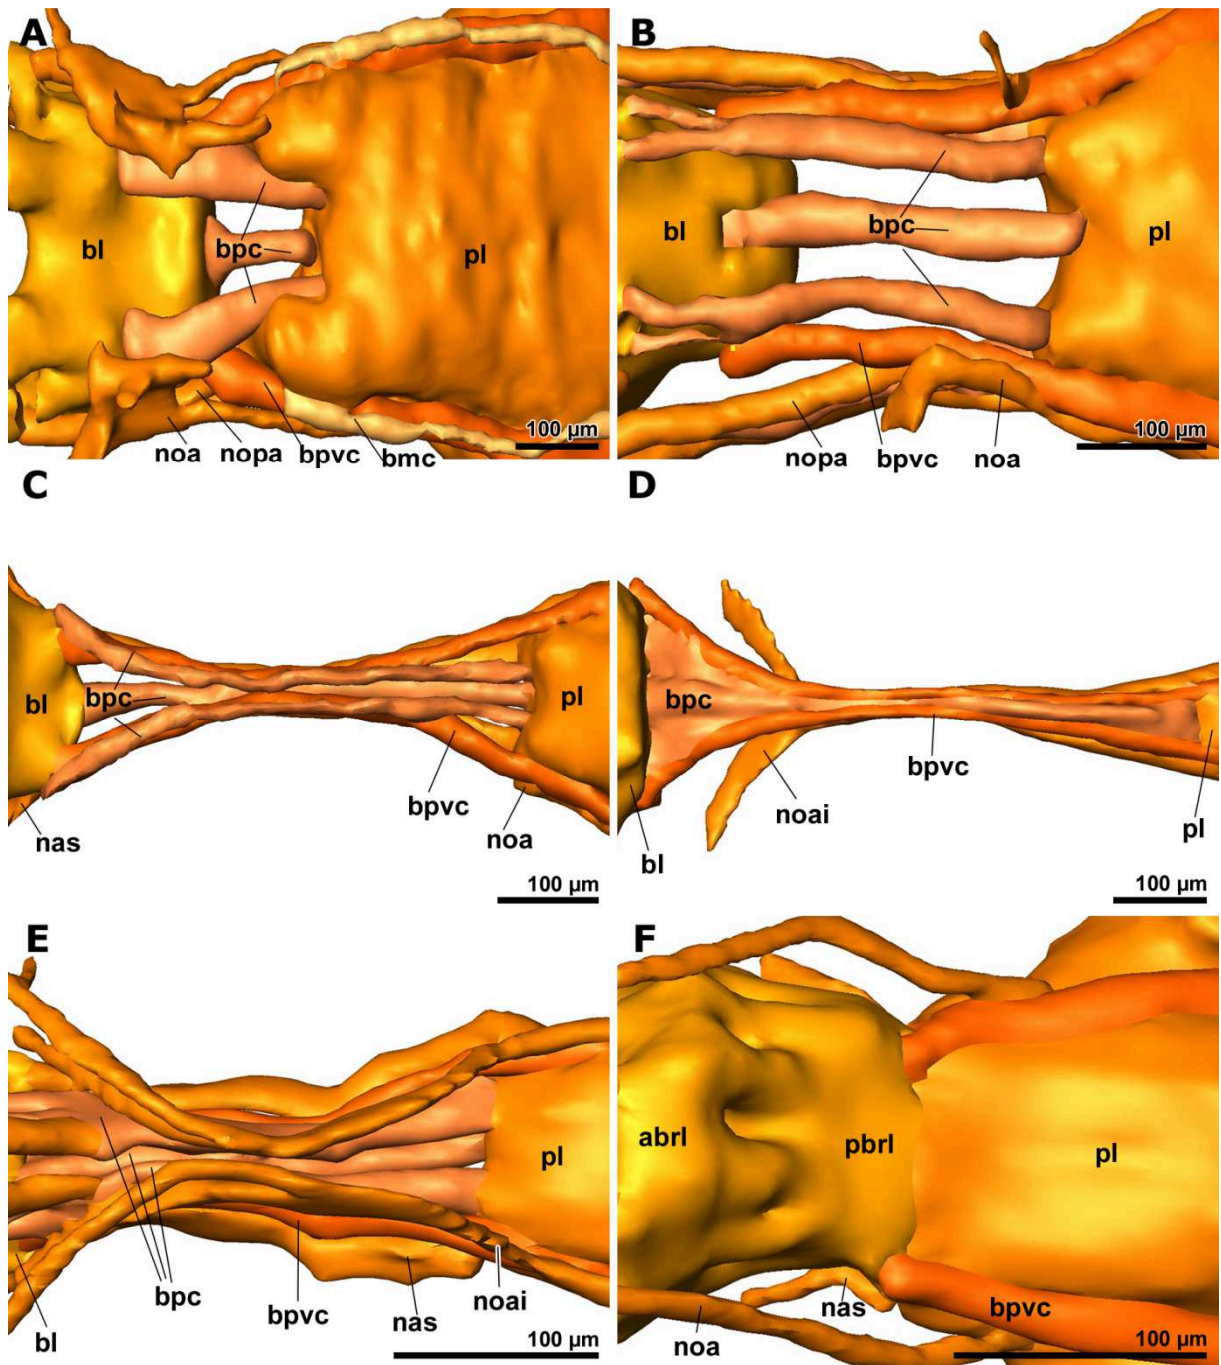 A
bl
bpc
pl
100 µm
noa nopa bpvc bmc
B
bl
bpc
pl
100 µm
nopa bpvc noa
C
bl
bpc
pl
bpvc
nas
noa
100 µm
D
bpc
bpvc
noai
bl
pl
100 µm
E
pl
bpc
bl
bpvc
nas
noai
100 µm
F
abrl
pbrl
pl
nas
bpvc
noa
100 µm